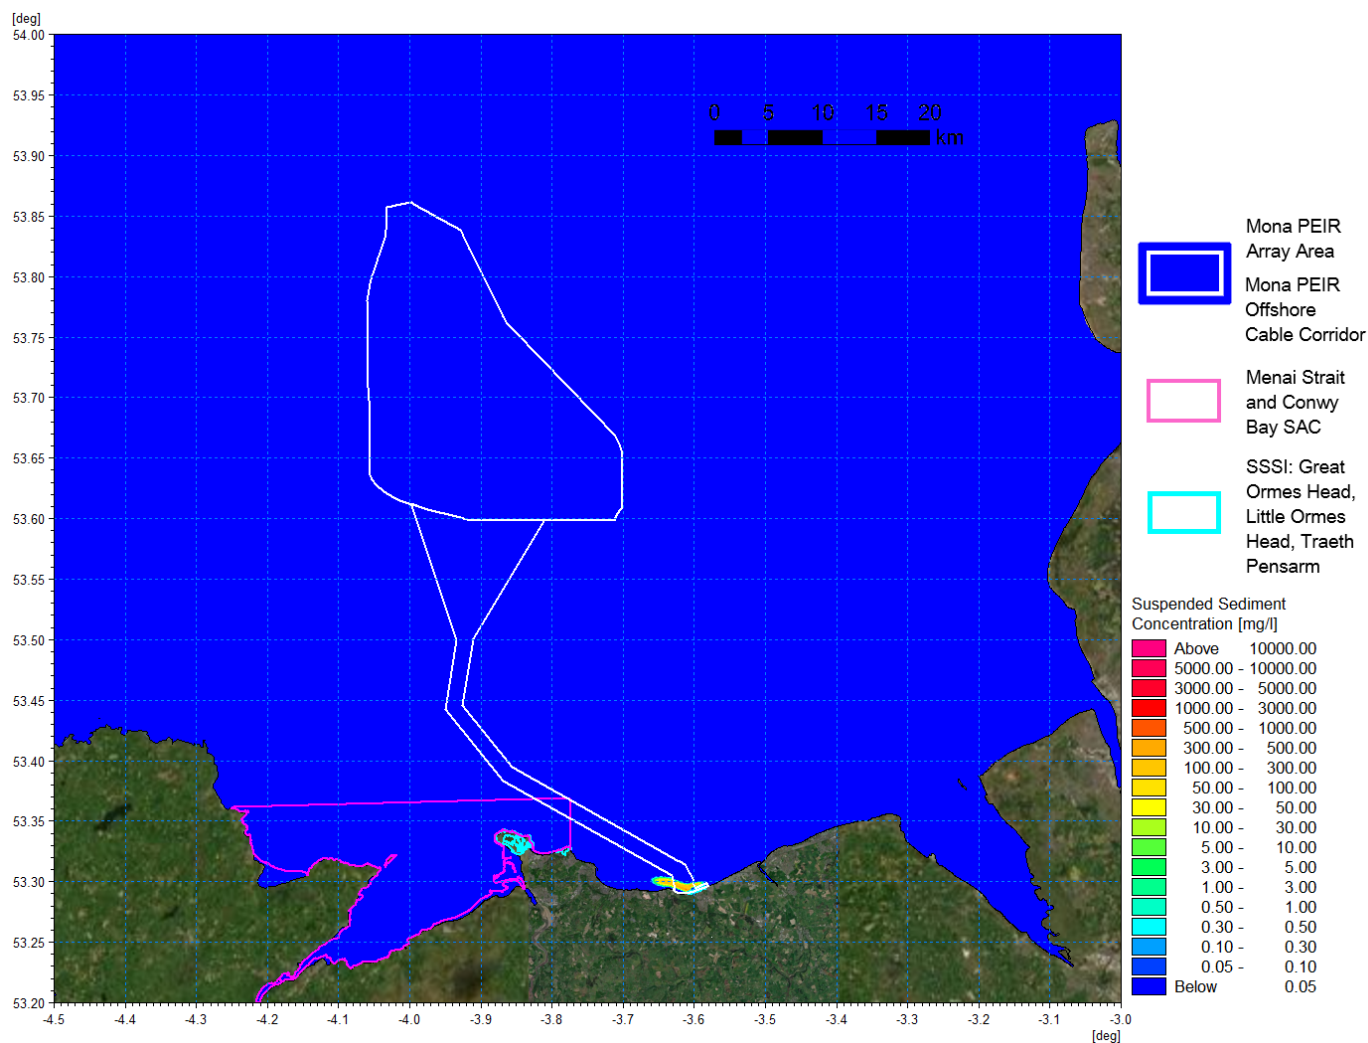 [deg]
54.00
53.95
53.90
53.85
53.80
53.75
53.70
53.65
53.60
53.55
53.50
53.45
53.40
53.35
53.30
53.25
53.20
0 5 10 15 20
km
-4.5 -4.4 -4.3 -4.2 -4.1 -4.0 -3.9 -3.8 -3.7 -3.6 -3.5 -3.4 -3.3 -3.2 -3.1 -3.0
[deg]
Mona PEIR
Array Area
Mona PEIR
Offshore
Cable Corridor
Menai Strait
and Conwy
Bay SAC
SSSI: Great
Ormes Head,
Little Ormes
Head, Traeth
Pensarm
Suspended Sediment
Concentration [mg/l]
Above 10000.00
5000.00 - 10000.00
3000.00 - 5000.00
1000.00 - 3000.00
500.00 - 1000.00
300.00 - 500.00
100.00 - 300.00
50.00 - 100.00
30.00 - 50.00
10.00 - 30.00
5.00 - 10.00
3.00 - 5.00
1.00 - 3.00
0.50 - 1.00
0.30 - 0.50
0.10 - 0.30
0.05 - 0.10
Below 0.05